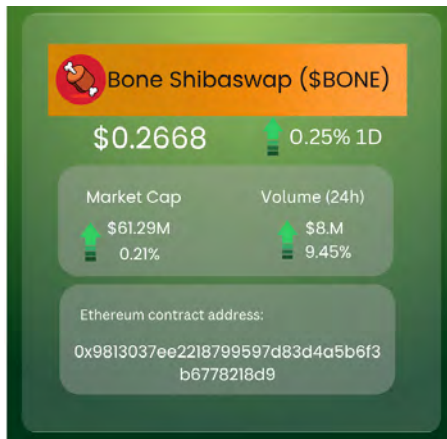 Bone Shibaswap ($BONE)
$0.2668 0.25% 1D
Market Cap Volume (24h)
$61.29M $8.M
0.21% 9.45%
Ethereum contract address:
0x9813037ee2218799597d83d4a5b6f3
b6778218d9